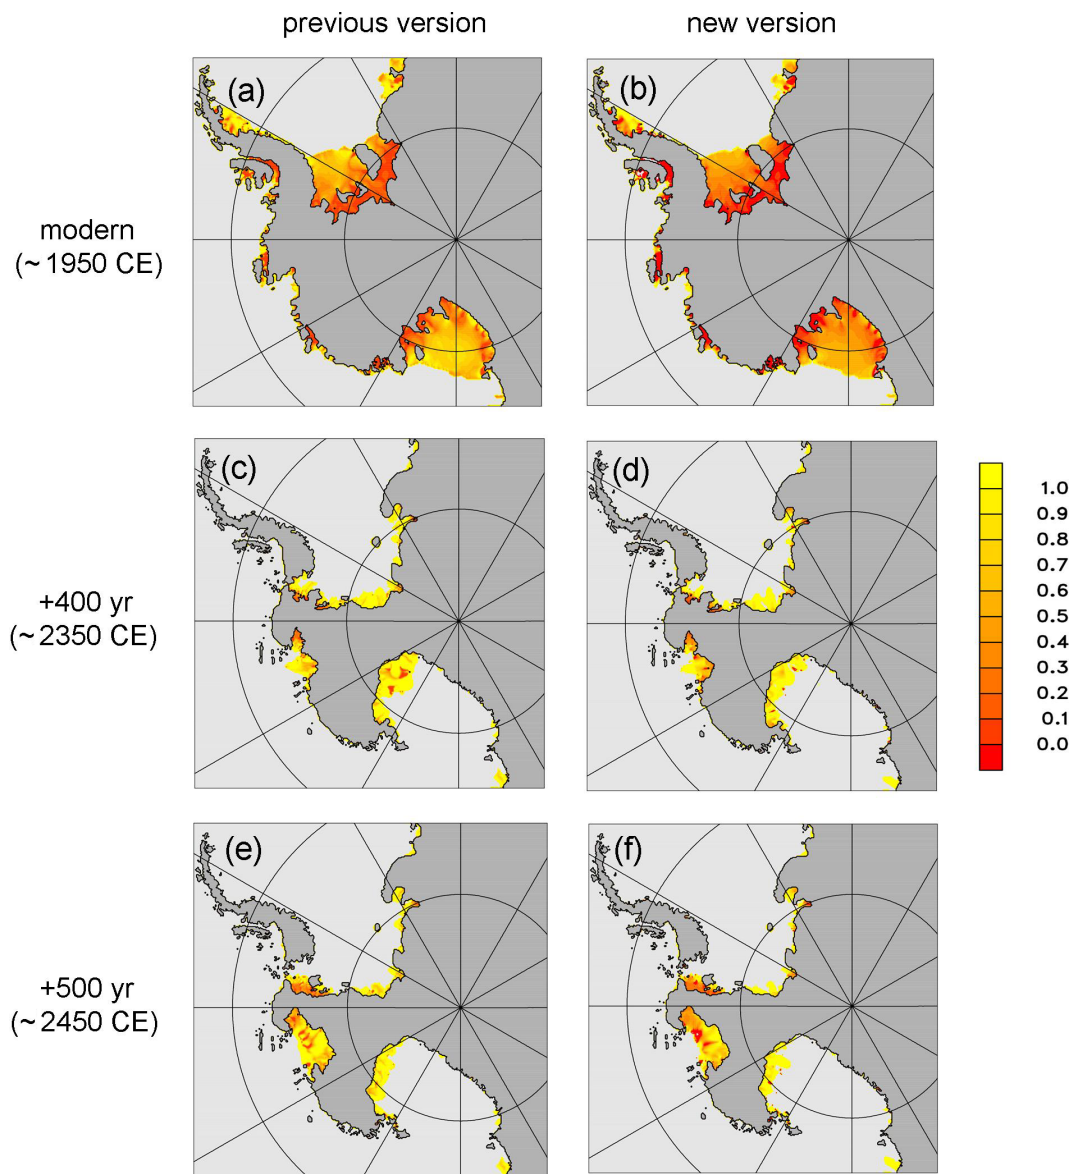 previous version
new version
(a)
(b)
modern
(~1950 CE)
(c)
(d)
1.0
0.9
0.8
0.7
0.6
0.5
0.4
0.3
0.2
0.1
0.0
+400 yr
(~2350 CE)
(e)
(f)
+500 yr
(~2450 CE)